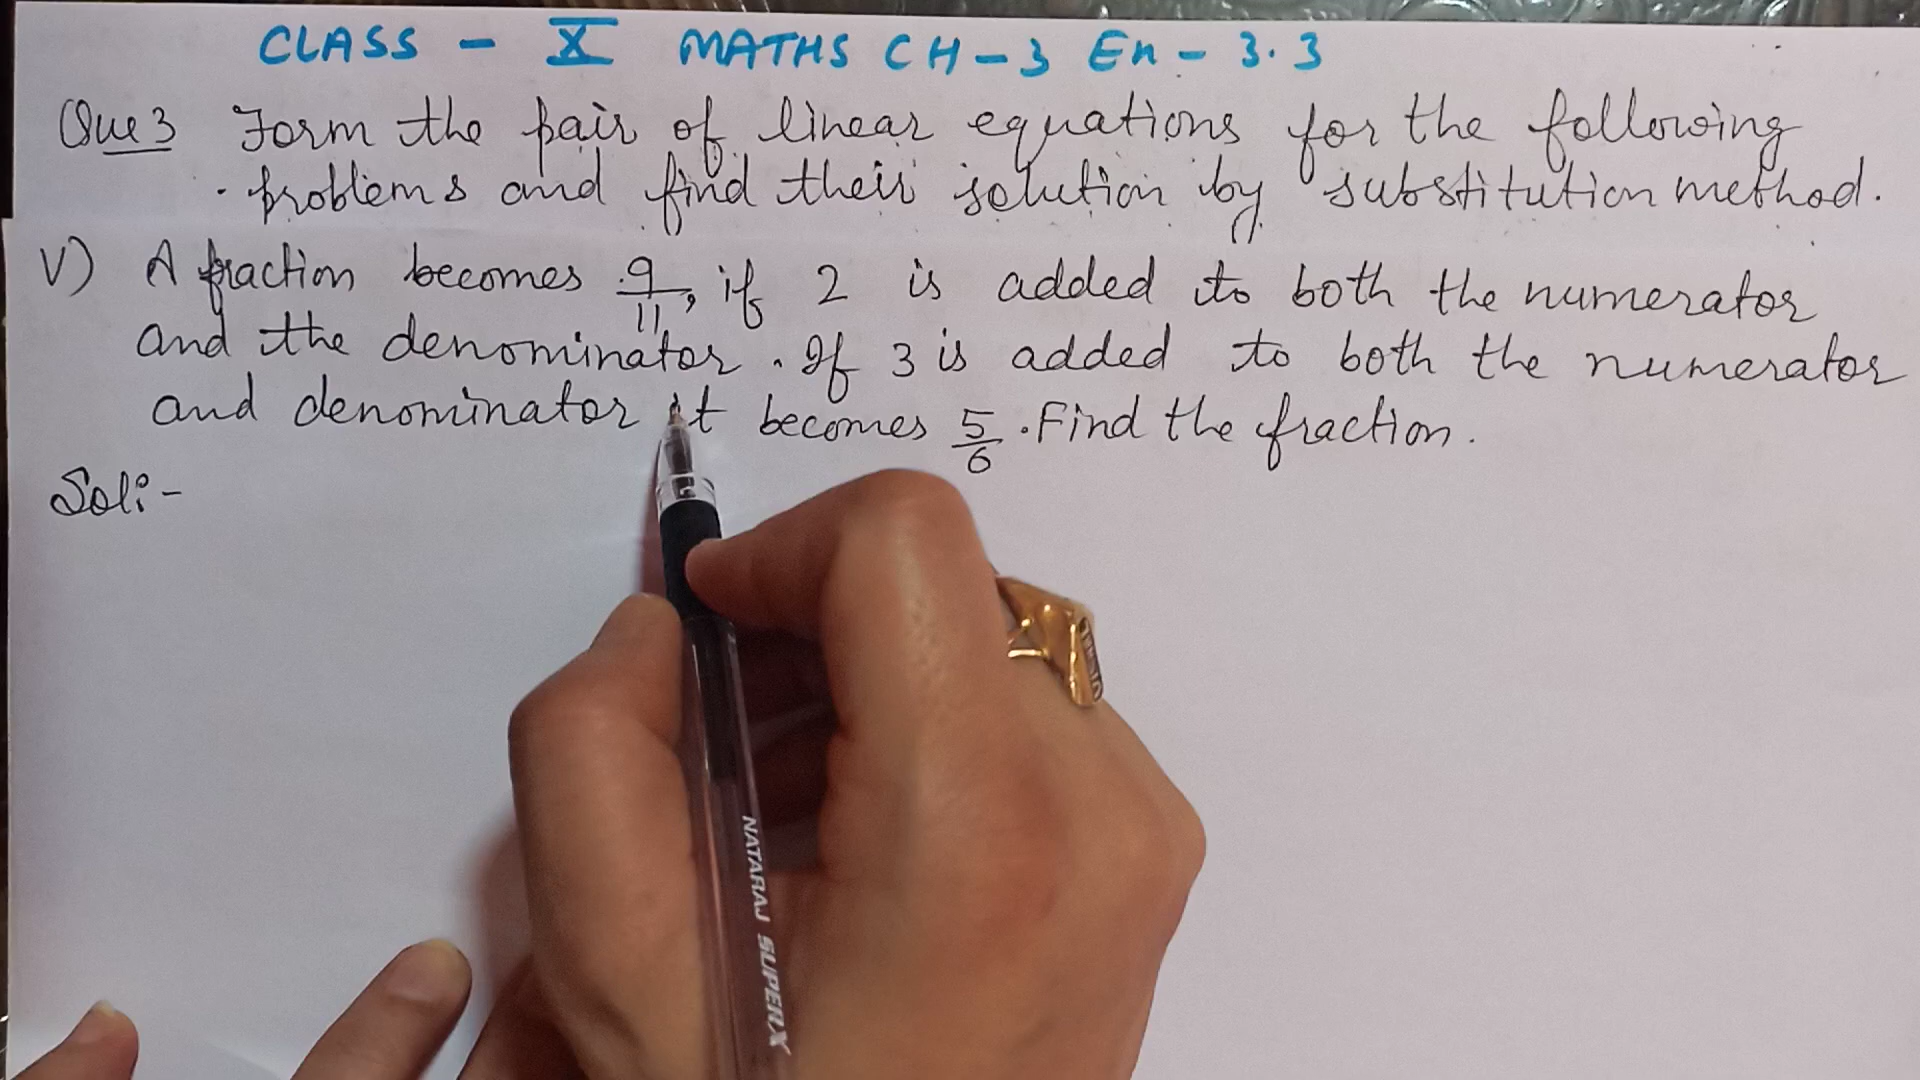 CLASS - X MATHS CH-3 Ex - 3.3
Que 3 Form the pair of linear equations for the following
problems and find their solution by substitution method.
V) A fraction becomes 9/11, if 2 is added to both the numerator
and the denominator. If 3 is added to both the numerator
and denominator it becomes 5/6. Find the fraction.
Sol:-
NATARAJ SUPERX